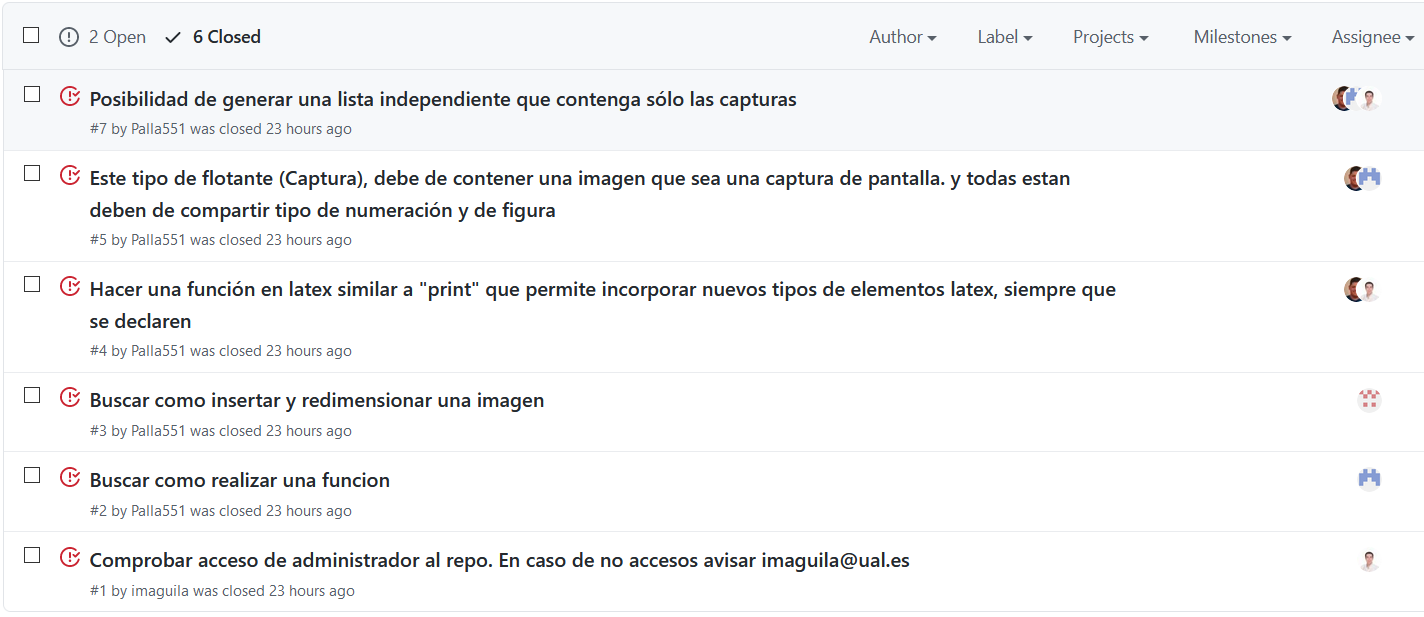 2 Open 6 Closed Author Label Projects Milestones Assignee
Posibilidad de generar una lista independiente que contenga sólo las capturas
#7 by Palla551 was closed 23 hours ago
Este tipo de flotante (Captura), debe de contener una imagen que sea una captura de pantalla. y todas estan
deben de compartir tipo de numeración y de figura
#5 by Palla551 was closed 23 hours ago
Hacer una función en latex similar a "print" que permite incorporar nuevos tipos de elementos latex, siempre que
se declaren
#4 by Palla551 was closed 23 hours ago
Buscar como insertar y redimensionar una imagen
#3 by Palla551 was closed 23 hours ago
Buscar como realizar una funcion
#2 by Palla551 was closed 23 hours ago
Comprobar acceso de administrador al repo. En caso de no accesos avisar imaguila@ual.es
#1 by imaguila was closed 23 hours ago